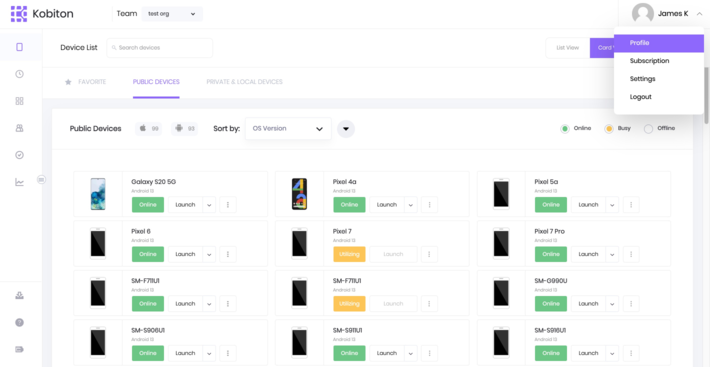 Kobiton
Team
test org
James K
Profile
Subscription
Settings
Logout
Device List
Search devices
List View
FAVORITE
PUBLIC DEVICES
PRIVATE & LOCAL DEVICES
Public Devices
Sort by:
OS Version
Online
Busy
Offline
Galaxy S20 5G
Android 13
Online
Launch
Pixel 4a
Android 13
Online
Launch
Pixel 5a
Android 13
Online
Launch
Pixel 6
Android 13
Online
Launch
Pixel 7
Android 13
Utilizing
Launch
Pixel 7 Pro
Android 13
Online
Launch
SM-F711U1
Android 13
Online
Launch
SM-F711U1
Android 13
Utilizing
Launch
SM-G990U
Android 13
Online
Launch
SM-S906U1
Android 13
Online
Launch
SM-S911U1
Android 13
Online
Launch
SM-S916U1
Android 13
Online
Launch